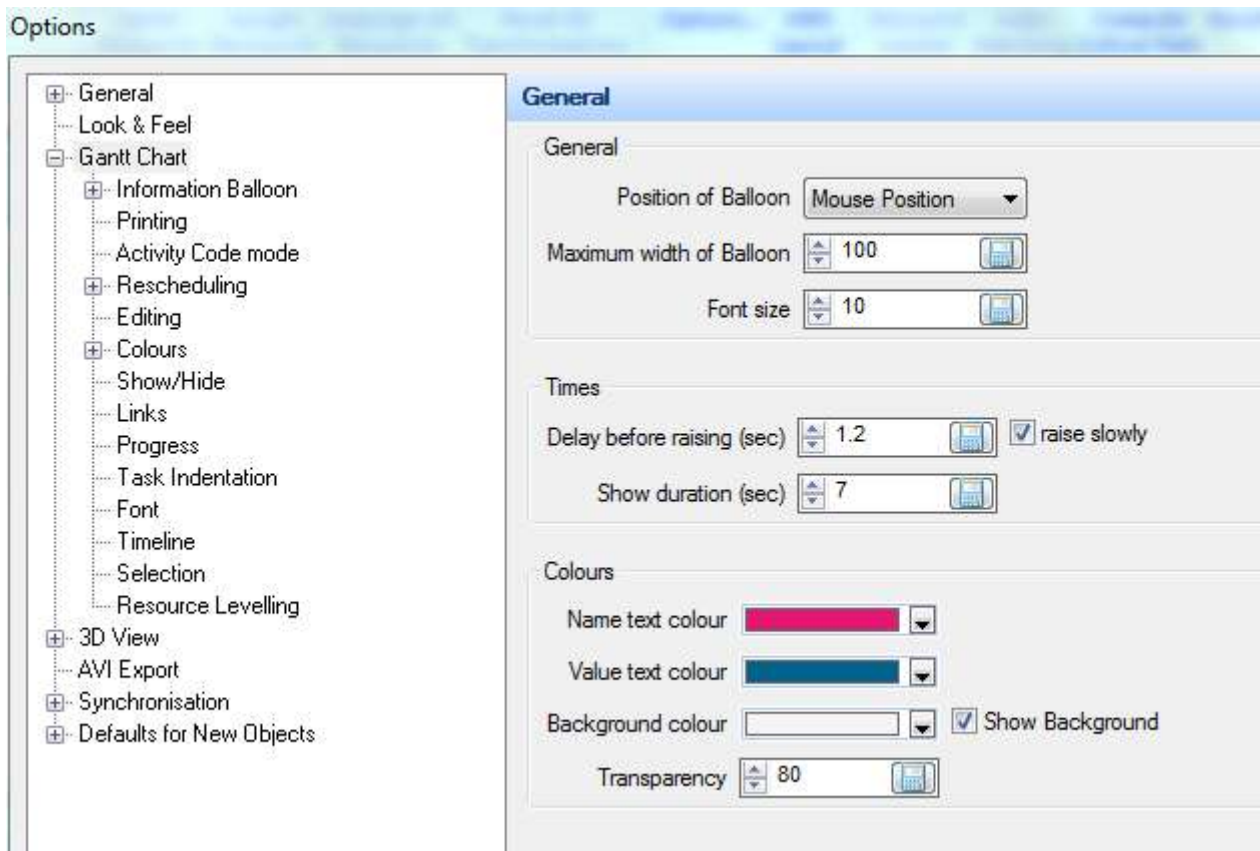 Options
General
Look & Feel
Gantt Chart
Information Balloon
Printing
Activity Code mode
Rescheduling
Editing
Colours
Show/Hide
Links
Progress
Task Indentation
Font
Timeline
Selection
Resource Levelling
3D View
AVI Export
Synchronisation
Defaults for New Objects
General
General
Position of Balloon Mouse Position
Maximum width of Balloon 100
Font size 10
Times
Delay before raising (sec) 1.2 raise slowly
Show duration (sec) 7
Colours
Name text colour
Value text colour
Background colour Show Background
Transparency 80